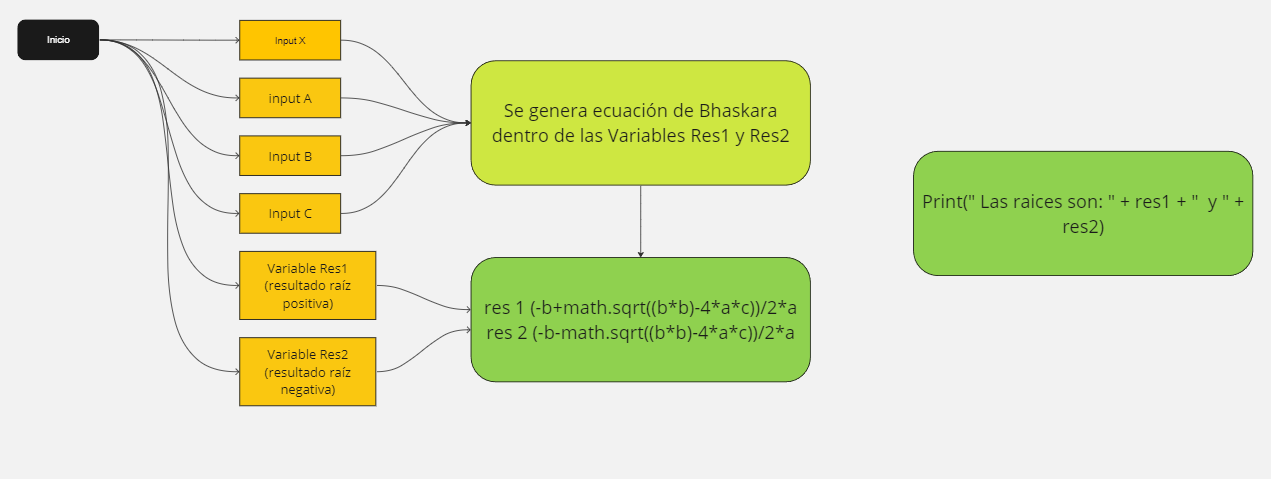 Inicio
Input X
input A
Input B
Input C
Variable Res1
(resultado raíz
positiva)
Variable Res2
(resultado raíz
negativa)
Se genera ecuación de Bhaskara
dentro de las Variables Res1 y Res2
res 1 (-b+math.sqrt((b*b)-4*a*c))/2*a
res 2 (-b-math.sqrt((b*b)-4*a*c))/2*a
Print(" Las raices son: " + res1 + "  y " +
res2)